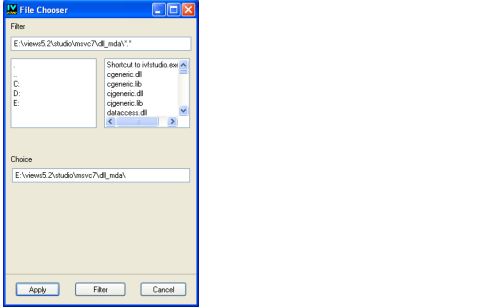 IV File Chooser
Filter
E:\views5.2\studio\msvc7\dll_mda\*.*
.
..
C:
D:
E:
Shortcut to ivfstudio.exe
cgeneric.dll
cgeneric.lib
cjgeneric.dll
cjgeneric.lib
dataccess.dll
Choice
E:\views5.2\studio\msvc7\dll_mda\
Apply
Filter
Cancel